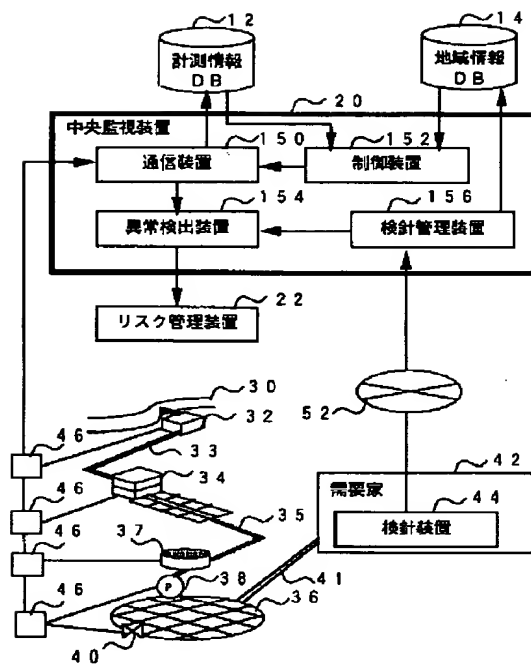 12
14
計測情報
DB
地域情報
DB
20
中央監視装置
150
152
通信装置
制御装置
154
156
異常検出装置
検針管理装置
22
リスク管理装置
30
52
46
32
33
42
34
需要家
46
44
35
検針装置
46
37
38
41
46
P
36
40